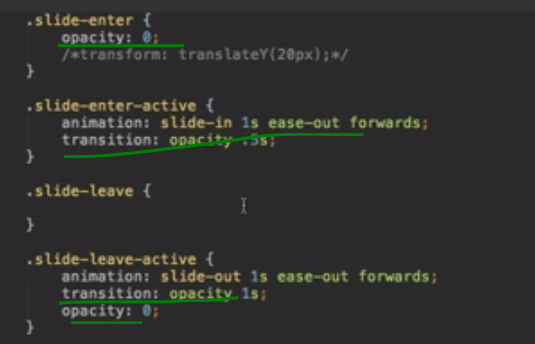 .slide-enter {
opacity: 0;
/*transform: translateY(20px);*/
}
.slide-enter-active {
animation: slide-in 1s ease-out forwards;
transition: opacity .5s;
}
.slide-leave {
}
.slide-leave-active {
animation: slide-out 1s ease-out forwards;
transition: opacity 1s;
opacity: 0;
}